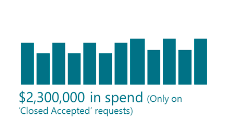 $2,300,000 in spend (Only on
'Closed Accepted' requests)